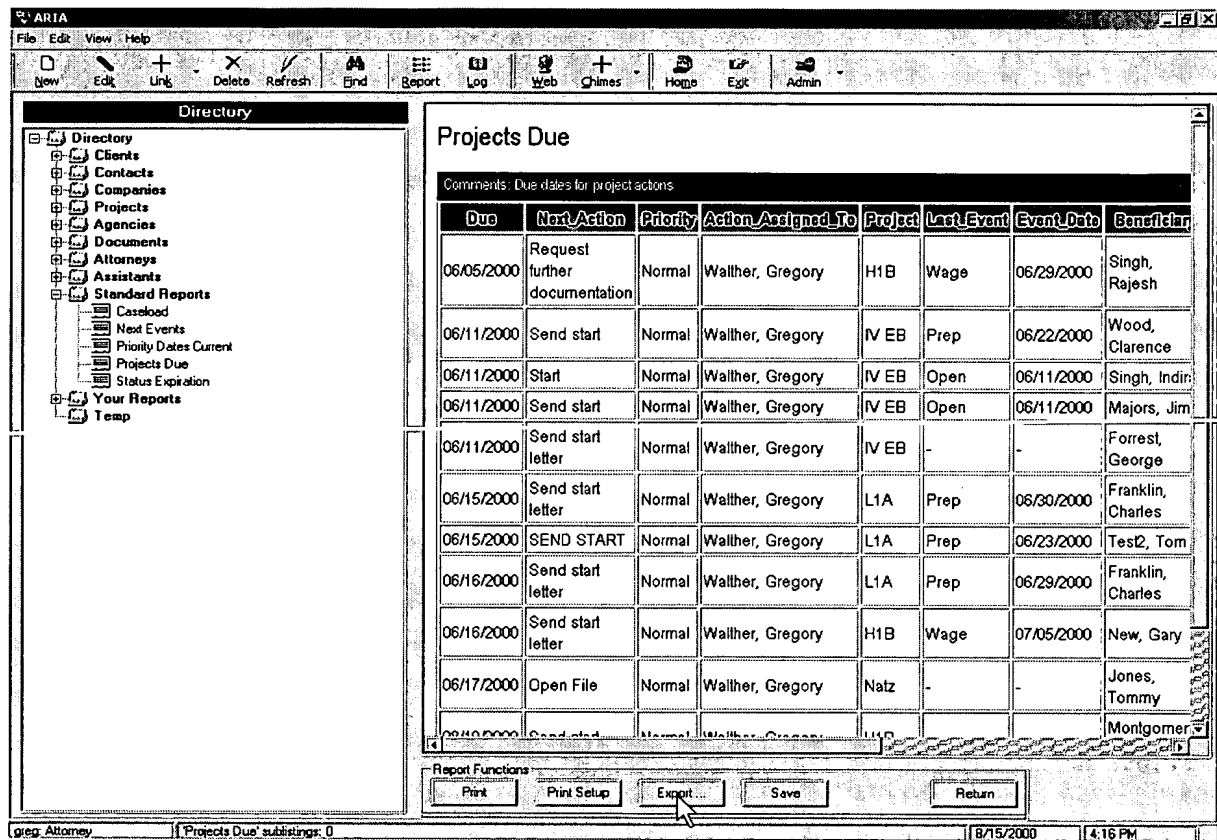 ARIA
File Edit View Help
New Edit Link Delete Refresh Find Report Log Web Chimes Home Exit Admin
Directory
Directory
Clients
Contacts
Companies
Projects
Agencies
Documents
Attorneys
Assistants
Standard Reports
Caseload
Next Events
Priority Dates Current
Projects Due
Status Expiration
Your Reports
Temp
Projects Due
Comments: Due dates for project actions
Due Next_Action Priority Action_Assigned_To Project Last_Event Event_Date Beneficiary
06/05/2000 Request further documentation Normal Walther, Gregory H1B Wage 06/29/2000 Singh, Rajesh
06/11/2000 Send start Normal Walther, Gregory IV EB Prep 06/22/2000 Wood, Clarence
06/11/2000 Start Normal Walther, Gregory IV EB Open 06/11/2000 Singh, Indir
06/11/2000 Send start Normal Walther, Gregory IV EB Open 06/11/2000 Majors, Jim
06/11/2000 Send start letter Normal Walther, Gregory IV EB - - Forrest, George
06/15/2000 Send start letter Normal Walther, Gregory L1A Prep 06/30/2000 Franklin, Charles
06/15/2000 SEND START Normal Walther, Gregory L1A Prep 06/23/2000 Test2, Tom
06/16/2000 Send start letter Normal Walther, Gregory L1A Prep 06/29/2000 Franklin, Charles
06/16/2000 Send start letter Normal Walther, Gregory H1B Wage 07/05/2000 New, Gary
06/17/2000 Open File Normal Walther, Gregory Natz - - Jones, Tommy
Send start Normal Walther, Gregory H1B Montgomer
Report Functions
Print Print Setup Export... Save Return
greg: Attorney 'Projects Due' sublistings: 0 8/15/2000 4:16 PM